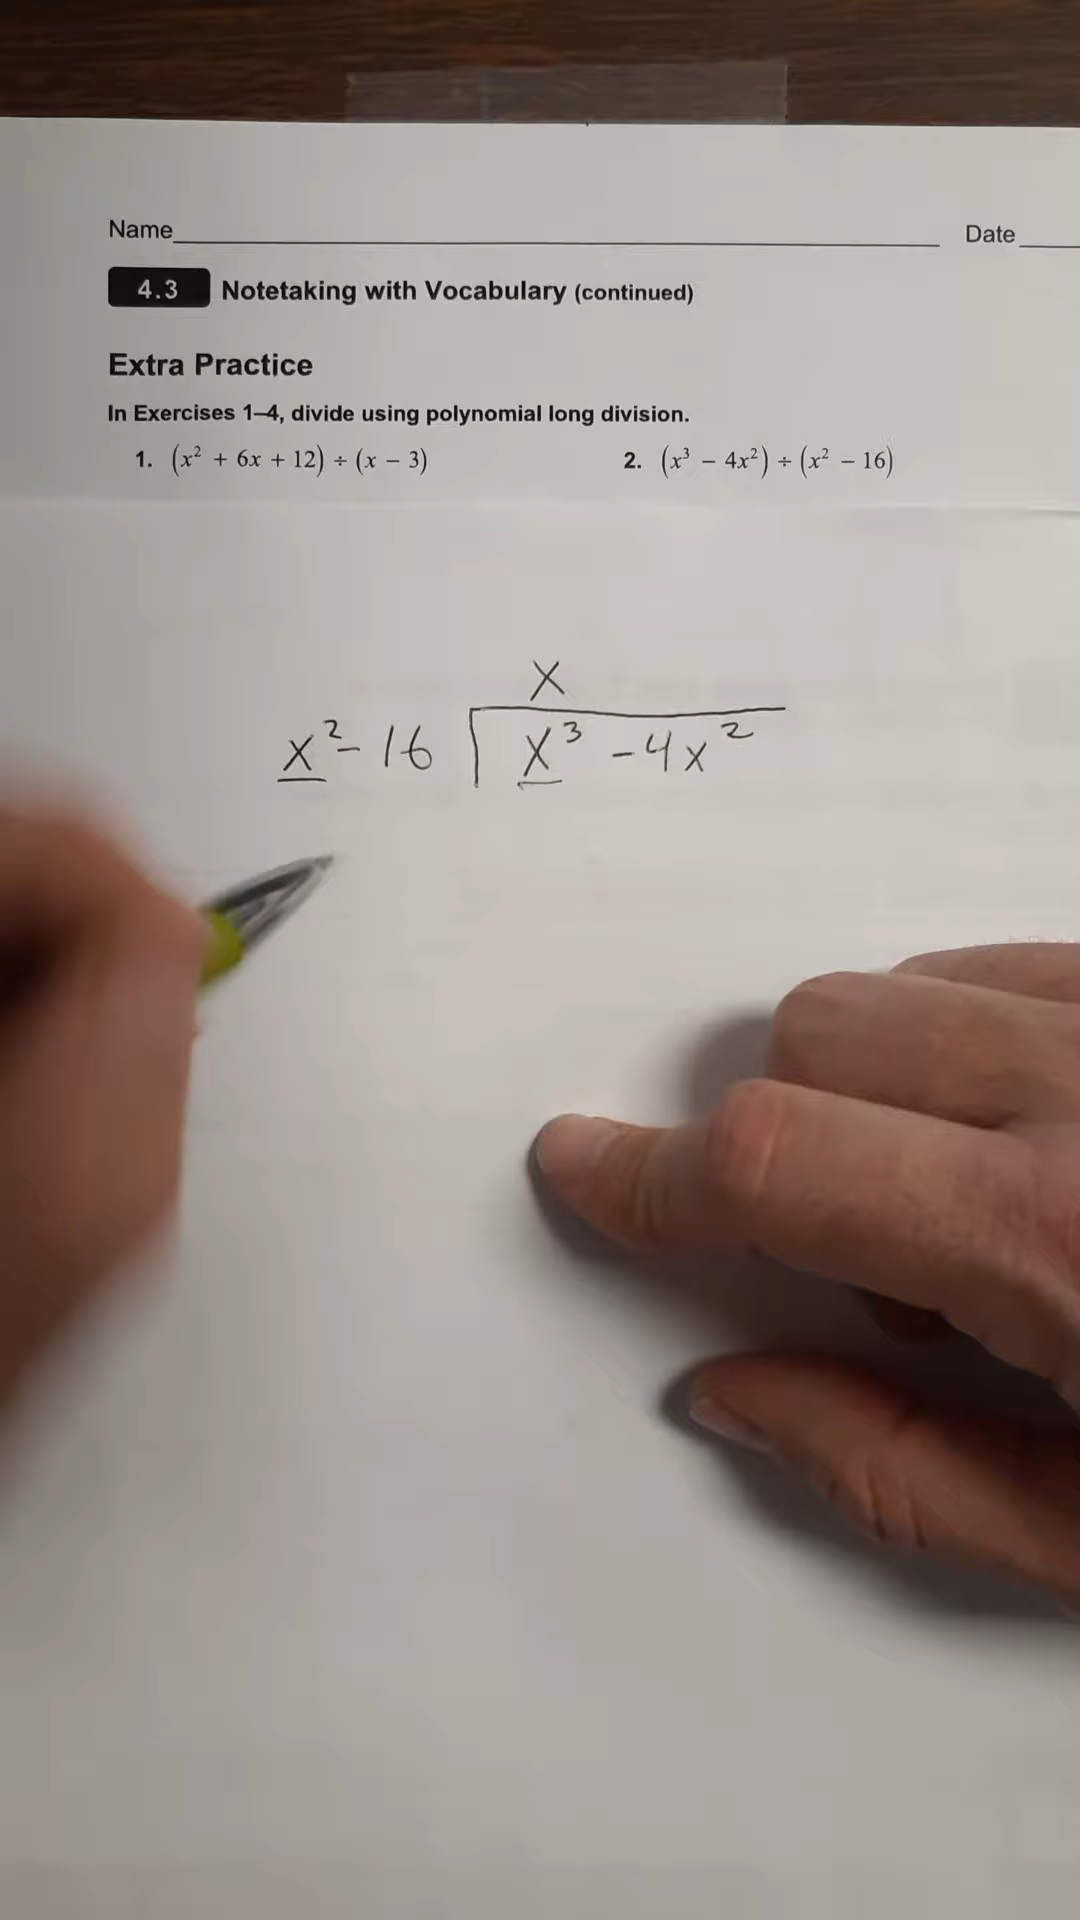 Name Date
4.3 Notetaking with Vocabulary (continued)
Extra Practice
In Exercises 1–4, divide using polynomial long division.
1. (x² + 6x + 12) ÷ (x − 3) 2. (x³ − 4x²) ÷ (x² − 16)
x
x² - 16 x³ - 4x²